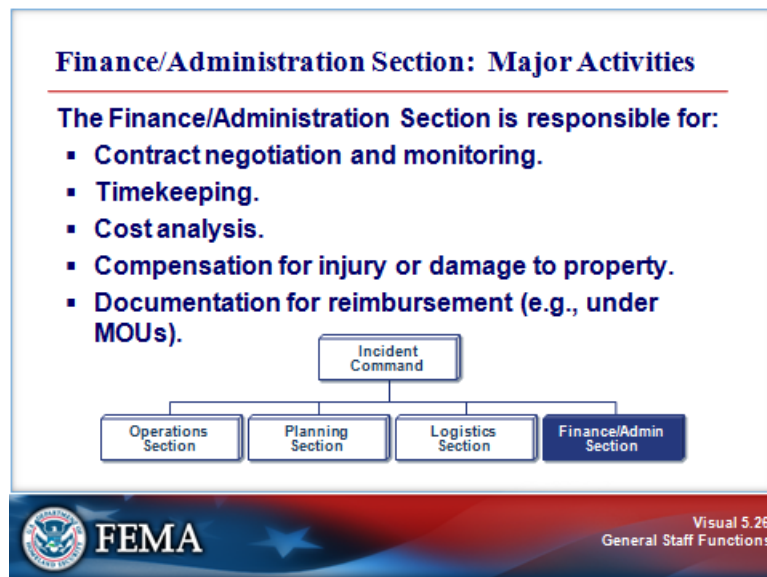 Finance/Administration Section: Major Activities
The Finance/Administration Section is responsible for:
▪ Contract negotiation and monitoring.
▪ Timekeeping.
▪ Cost analysis.
▪ Compensation for injury or damage to property.
▪ Documentation for reimbursement (e.g., under
MOUs).
Incident
Command
Operations
Section
Planning
Section
Logistics
Section
Finance/Admin
Section
FEMA
Visual 5.26
General Staff Functions